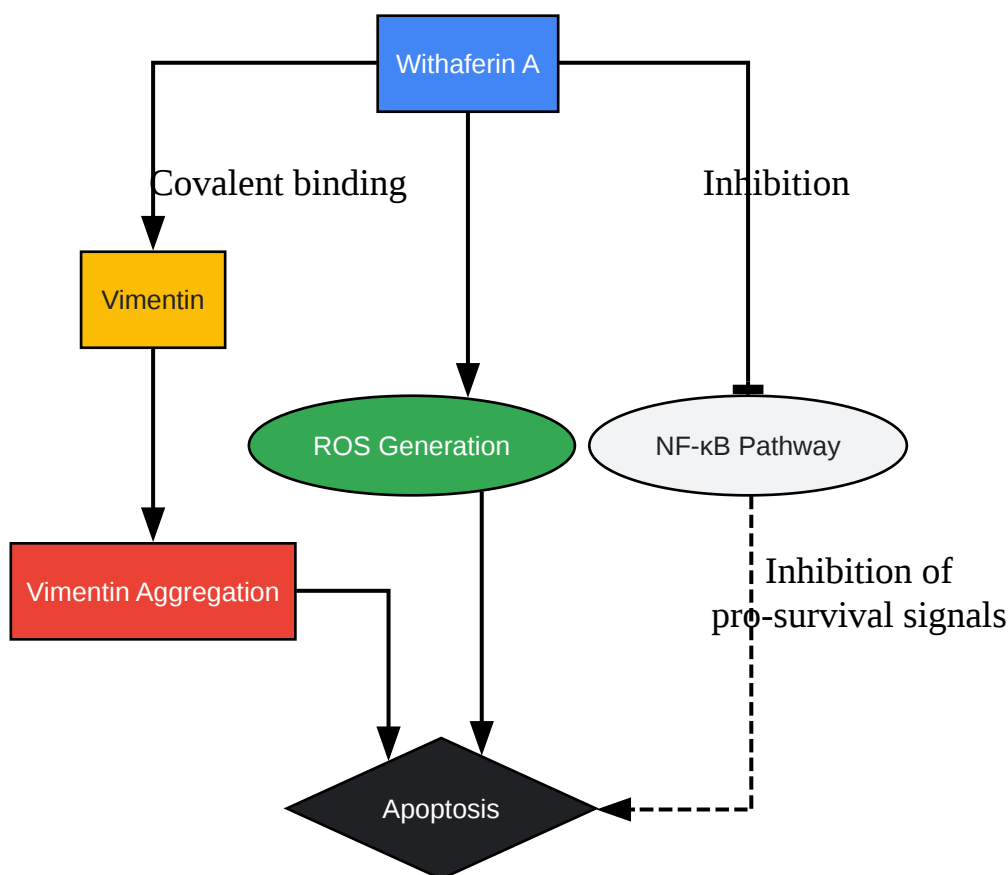 Withaferin A
Covalent binding
Inhibition
Vimentin
ROS Generation
NF-κB Pathway
Inhibition of
pro-survival signals
Vimentin Aggregation
Apoptosis